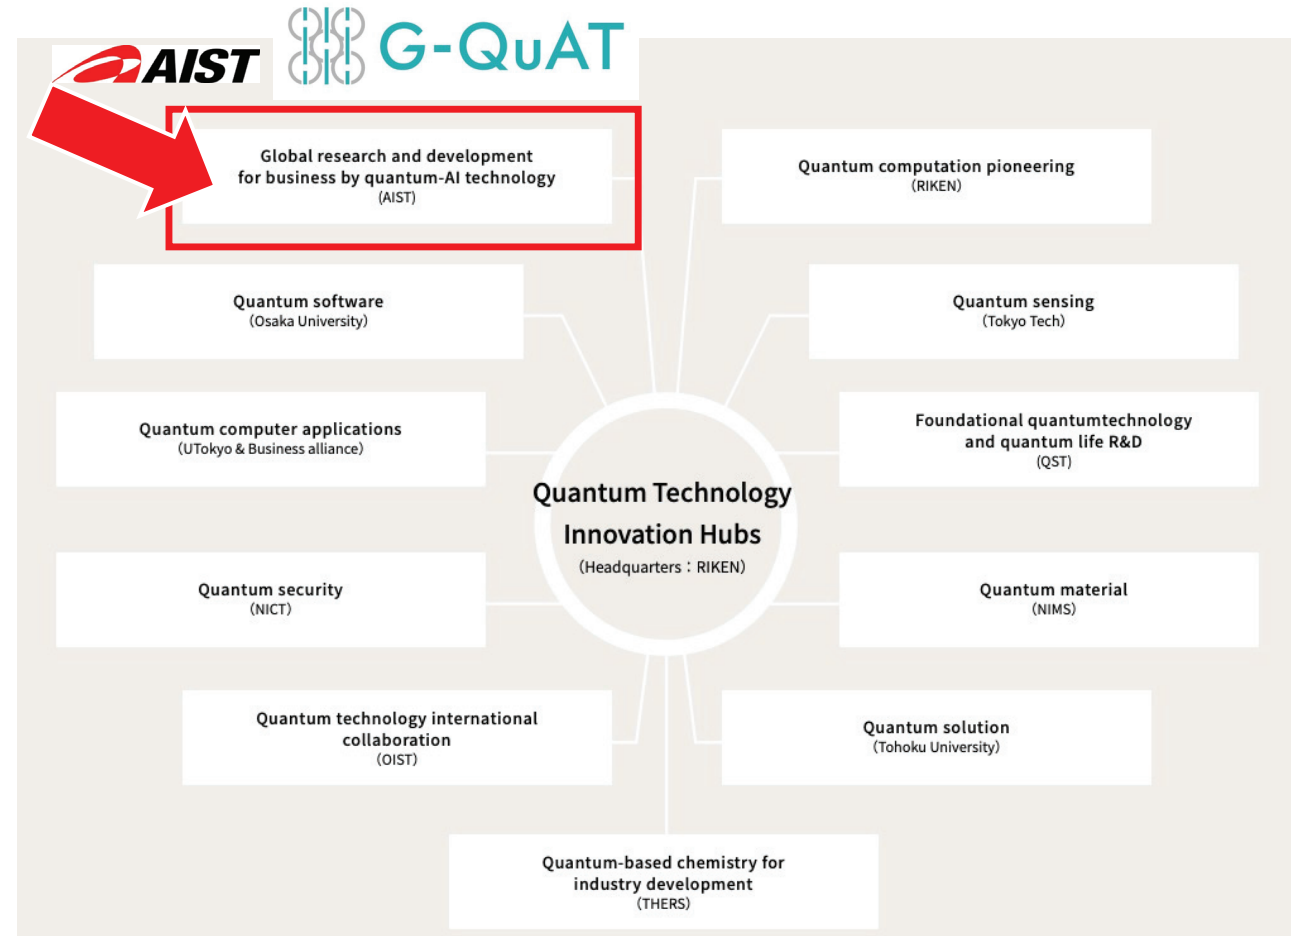 AIST
G-QuAT
Global research and development
for business by quantum-AI technology
(AIST)
Quantum computation pioneering
(RIKEN)
Quantum software
(Osaka University)
Quantum sensing
(Tokyo Tech)
Quantum computer applications
(UTokyo & Business alliance)
Foundational quantumtechnology
and quantum life R&D
(QST)
Quantum Technology
Innovation Hubs
(Headquarters：RIKEN)
Quantum security
(NICT)
Quantum material
(NIMS)
Quantum technology international
collaboration
(OIST)
Quantum solution
(Tohoku University)
Quantum-based chemistry for
industry development
(THERS)